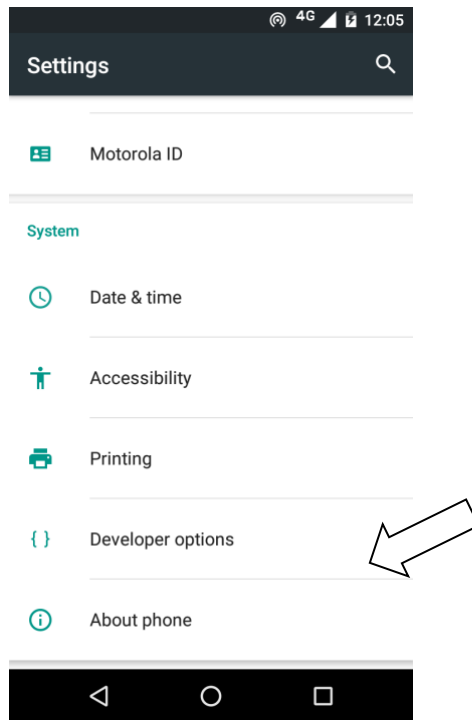 4G 12:05
Settings
Motorola ID
System
Date & time
Accessibility
Printing
{ } Developer options
About phone